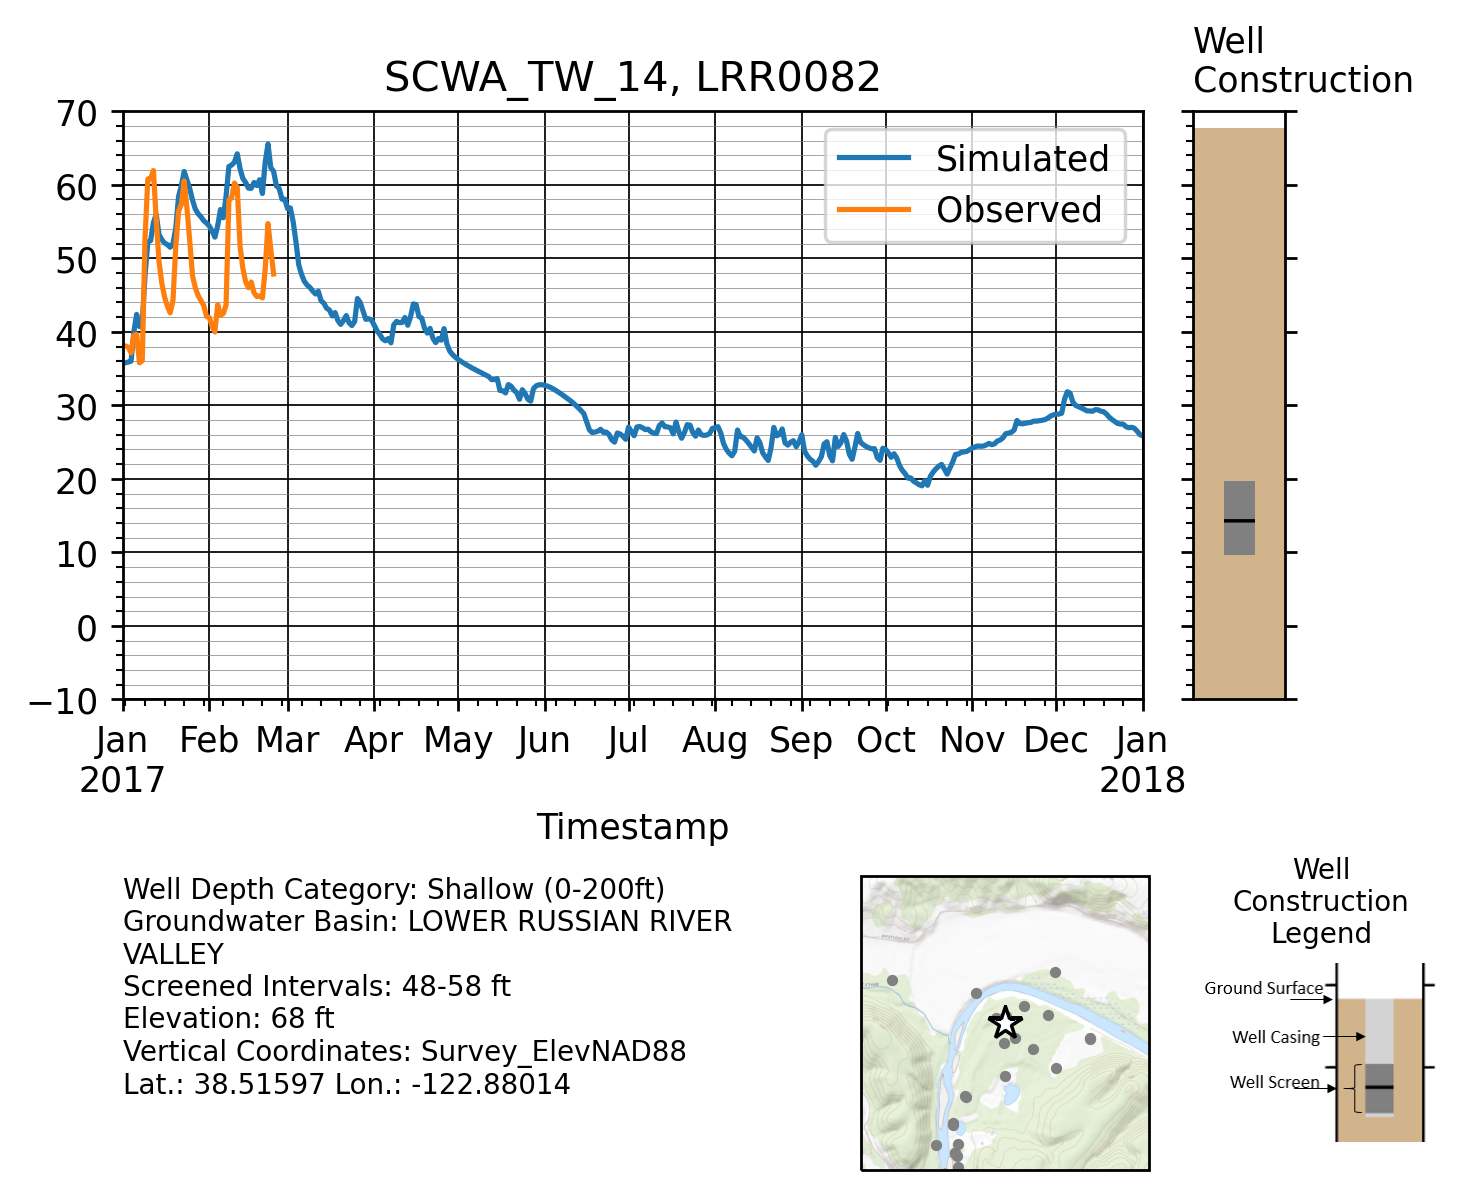 Well
Construction
SCWA_TW_14, LRR0082
70
60
50
40
30
20
10
0
−10
Simulated
Observed
Jan Feb Mar Apr May Jun Jul Aug Sep Oct Nov Dec Jan
2017 2018
Timestamp
Well Depth Category: Shallow (0-200ft)
Groundwater Basin: LOWER RUSSIAN RIVER
VALLEY
Screened Intervals: 48-58 ft
Elevation: 68 ft
Vertical Coordinates: Survey_ElevNAD88
Lat.: 38.51597 Lon.: -122.88014
Well
Construction
Legend
Ground Surface
Well Casing
Well Screen